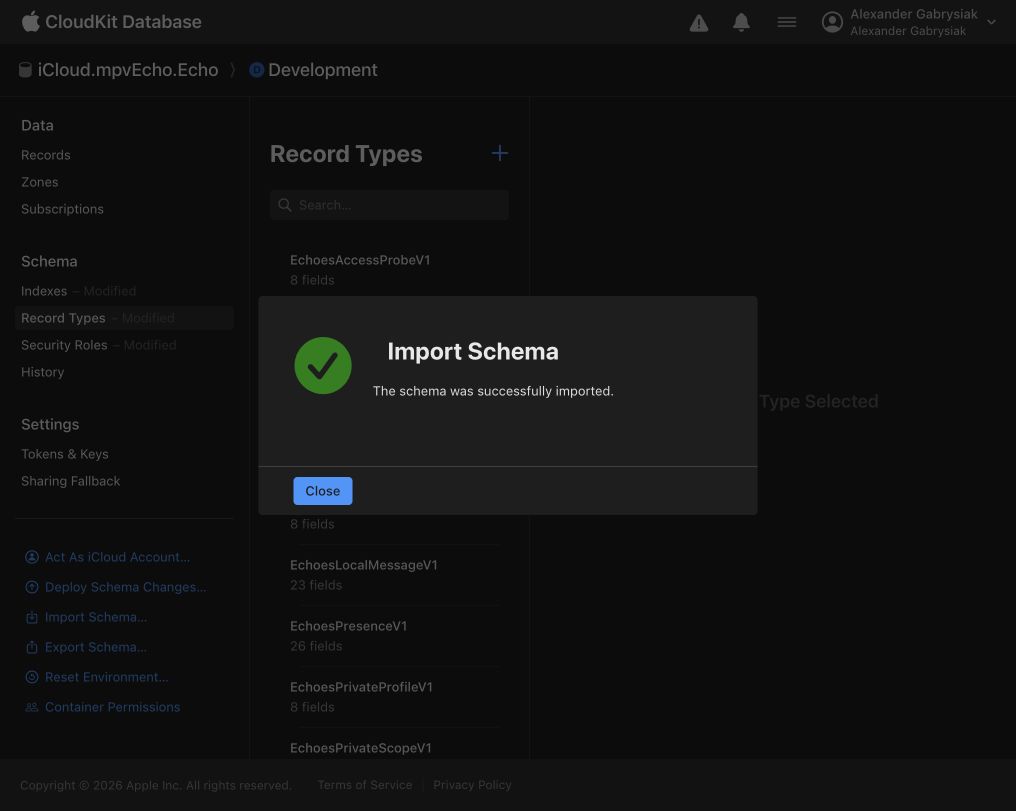 CloudKit Database
Alexander Gabrysiak
Alexander Gabrysiak
iCloud.mpvEcho.Echo
D Development
Data
Records
Zones
Subscriptions
Schema
Indexes – Modified
Record Types – Modified
Security Roles – Modified
History
Settings
Tokens & Keys
Sharing Fallback
Act As iCloud Account...
Deploy Schema Changes...
Import Schema...
Export Schema...
Reset Environment...
Container Permissions
Record Types
Search...
EchoesAccessProbeV1
8 fields
Import Schema
The schema was successfully imported.
Close
Type Selected
8 fields
EchoesLocalMessageV1
23 fields
EchoesPresenceV1
26 fields
EchoesPrivateProfileV1
8 fields
EchoesPrivateScopeV1
Copyright © 2026 Apple Inc. All rights reserved.
Terms of Service
Privacy Policy